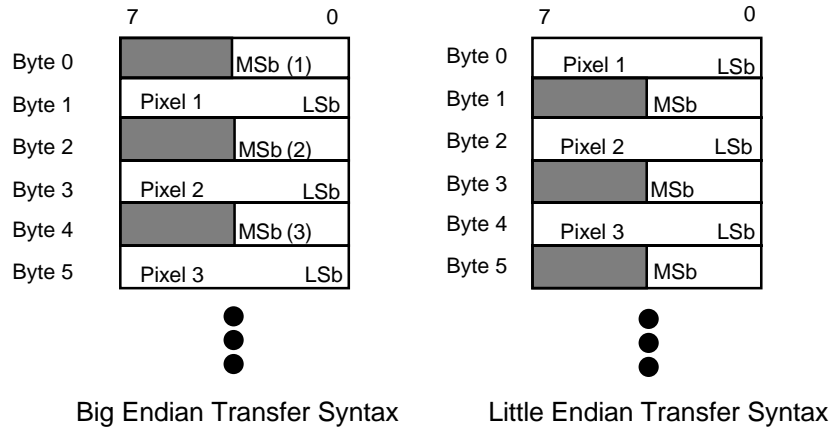 7 0
Byte 0 MSb (1)
Byte 1 Pixel 1 LSb
Byte 2 MSb (2)
Byte 3 Pixel 2 LSb
Byte 4 MSb (3)
Byte 5 Pixel 3 LSb
Big Endian Transfer Syntax
7 0
Byte 0 Pixel 1 LSb
Byte 1 MSb
Byte 2 Pixel 2 LSb
Byte 3 MSb
Byte 4 Pixel 3 LSb
Byte 5 MSb
Little Endian Transfer Syntax